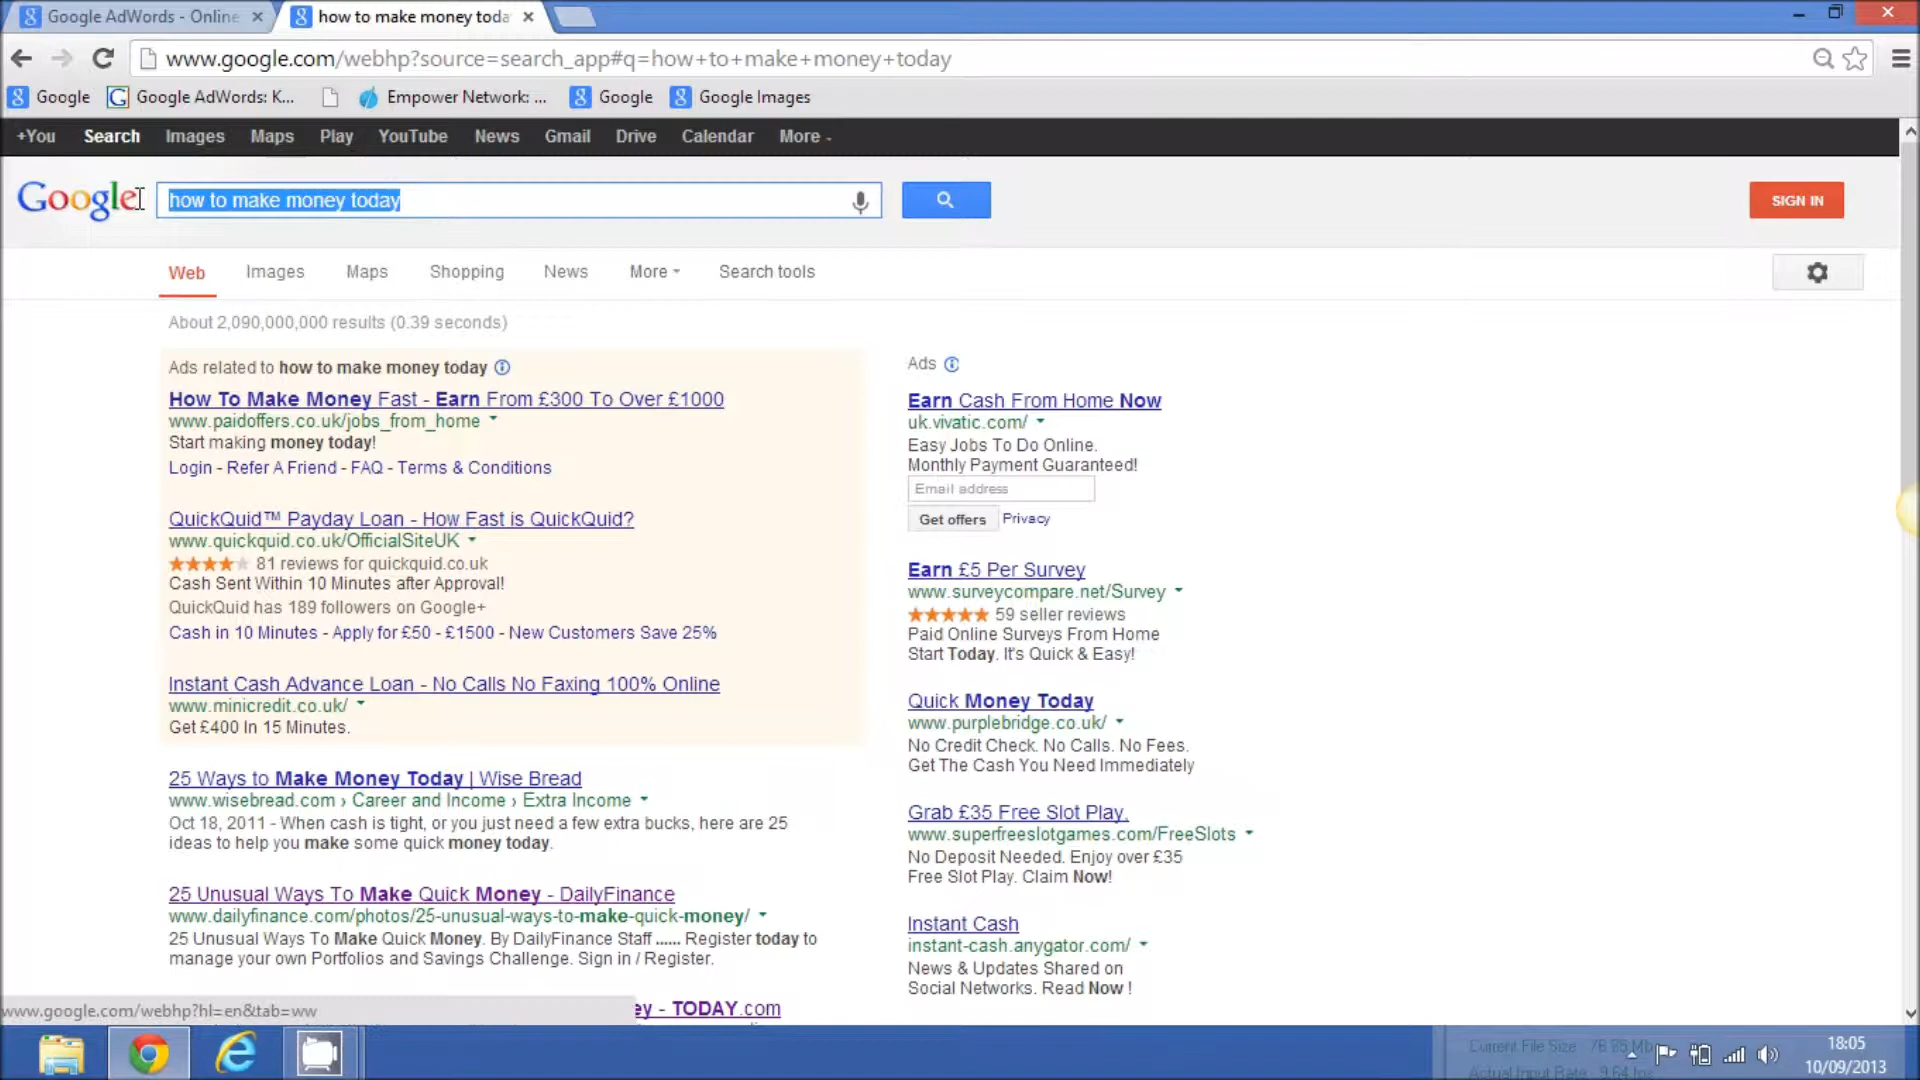 Google AdWords - Online
how to make money toda
www.google.com/webhp?source=search_app#q=how+to+make+money+today
Google
Google AdWords: K...
Empower Network: ...
Google
Google Images
+You
Search
Images
Maps
Play
YouTube
News
Gmail
Drive
Calendar
More
Google
how to make money today
SIGN IN
Web
Images
Maps
Shopping
News
More
Search tools
About 2,090,000,000 results (0.39 seconds)
Ads related to how to make money today
How To Make Money Fast - Earn From £300 To Over £1000
www.paidoffers.co.uk/jobs_from_home
Start making money today!
Login - Refer A Friend - FAQ - Terms & Conditions
QuickQuid™ Payday Loan - How Fast is QuickQuid?
www.quickquid.co.uk/OfficialSiteUK
81 reviews for quickquid.co.uk
Cash Sent Within 10 Minutes after Approval!
QuickQuid has 189 followers on Google+
Cash in 10 Minutes - Apply for £50 - £1500 - New Customers Save 25%
Instant Cash Advance Loan - No Calls No Faxing 100% Online
www.minicredit.co.uk/
Get £400 In 15 Minutes.
25 Ways to Make Money Today | Wise Bread
www.wisebread.com › Career and Income › Extra Income
Oct 18, 2011 - When cash is tight, or you just need a few extra bucks, here are 25
ideas to help you make some quick money today.
25 Unusual Ways To Make Quick Money - DailyFinance
www.dailyfinance.com/photos/25-unusual-ways-to-make-quick-money/
25 Unusual Ways To Make Quick Money. By DailyFinance Staff ...... Register today to
manage your own Portfolios and Savings Challenge. Sign in / Register.
ey - TODAY.com
Ads
Earn Cash From Home Now
uk.vivatic.com/
Easy Jobs To Do Online.
Monthly Payment Guaranteed!
Email address
Get offers
Privacy
Earn £5 Per Survey
www.surveycompare.net/Survey
59 seller reviews
Paid Online Surveys From Home
Start Today. It's Quick & Easy!
Quick Money Today
www.purplebridge.co.uk/
No Credit Check. No Calls. No Fees.
Get The Cash You Need Immediately
Grab £35 Free Slot Play.
www.superfreeslotgames.com/FreeSlots
No Deposit Needed. Enjoy over £35
Free Slot Play. Claim Now!
Instant Cash
instant-cash.anygator.com/
News & Updates Shared on
Social Networks. Read Now !
www.google.com/webhp?hl=en&tab=ww
Current File Size
Actual Input Rate
18:05
10/09/2013